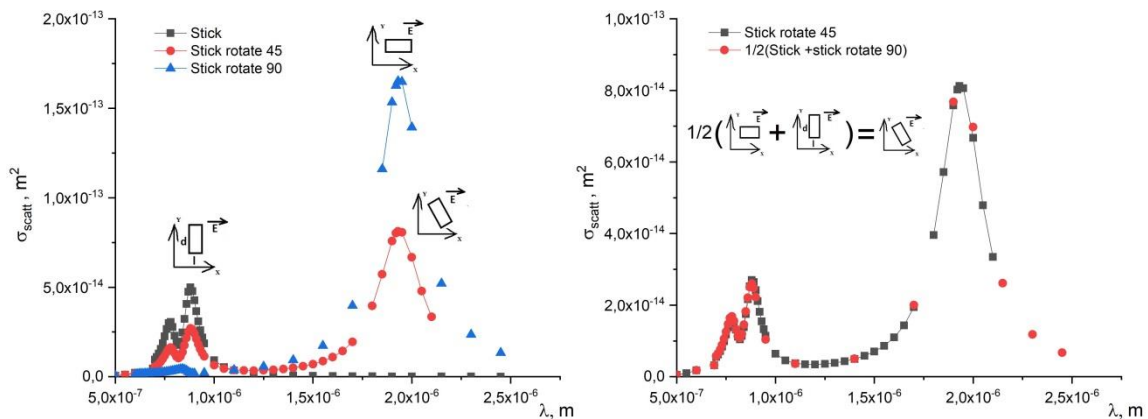 2,0x10⁻¹³
1,5x10⁻¹³
1,0x10⁻¹³
5,0x10⁻¹⁴
0,0
σscatt , m²
Stick
Stick rotate 45
Stick rotate 90
Y
E
X
Y
E
X
Y
E
d
l
X
5,0x10⁻⁷ 1,0x10⁻⁶ 1,5x10⁻⁶ 2,0x10⁻⁶ 2,5x10⁻⁶
λ, m
1,0x10⁻¹³
8,0x10⁻¹⁴
6,0x10⁻¹⁴
4,0x10⁻¹⁴
2,0x10⁻¹⁴
0,0
σscatt , m²
Stick rotate 45
1/2(Stick +stick rotate 90)
1/2( Y E X + Y E d l X )= Y E X
5,0x10⁻⁷ 1,0x10⁻⁶ 1,5x10⁻⁶ 2,0x10⁻⁶ 2,5x10⁻⁶
λ, m